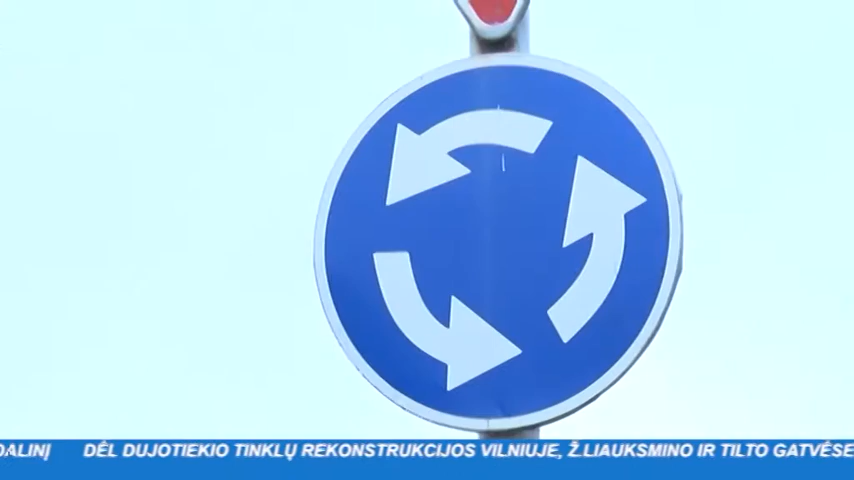 DALINĮ DĖL DUJOTIEKIO TINKLŲ REKONSTRUKCIJOS VILNIUJE, Ž.LIAUKSMINO IR TILTO GATVĖSE